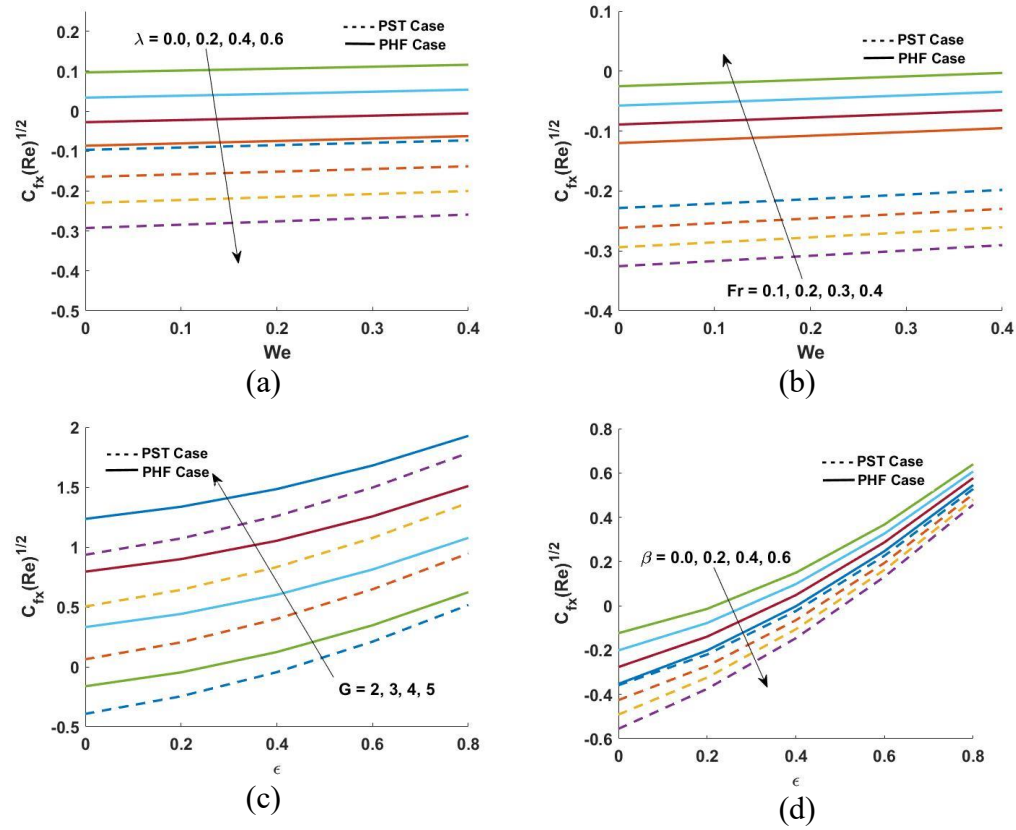 0.2
0.1
0
-0.1
-0.2
-0.3
-0.4
-0.5
C_fx(Re)^1/2
λ = 0.0, 0.2, 0.4, 0.6
PST Case
PHF Case
0 0.1 0.2 0.3 0.4
We
(a)
0.1
0
-0.1
-0.2
-0.3
-0.4
C_fx(Re)^1/2
PST Case
PHF Case
Fr = 0.1, 0.2, 0.3, 0.4
0 0.1 0.2 0.3 0.4
We
(b)
2
1.5
1
0.5
0
-0.5
C_fx(Re)^1/2
PST Case
PHF Case
G = 2, 3, 4, 5
0 0.2 0.4 0.6 0.8
ϵ
(c)
0.8
0.6
0.4
0.2
0
-0.2
-0.4
-0.6
C_fx(Re)^1/2
PST Case
PHF Case
β = 0.0, 0.2, 0.4, 0.6
0 0.2 0.4 0.6 0.8
ϵ
(d)